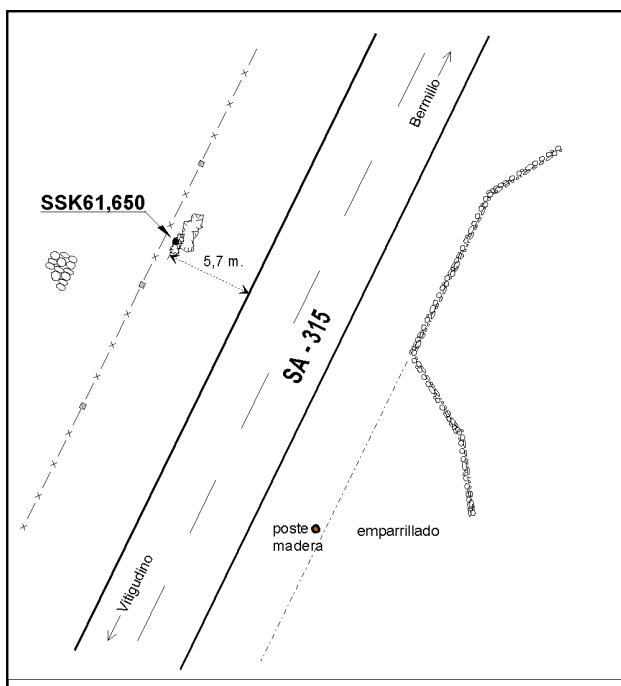 Bermillo
SSK61,650
5,7 m.
SA - 315
poste
madera
emparrillado
Vitigudino